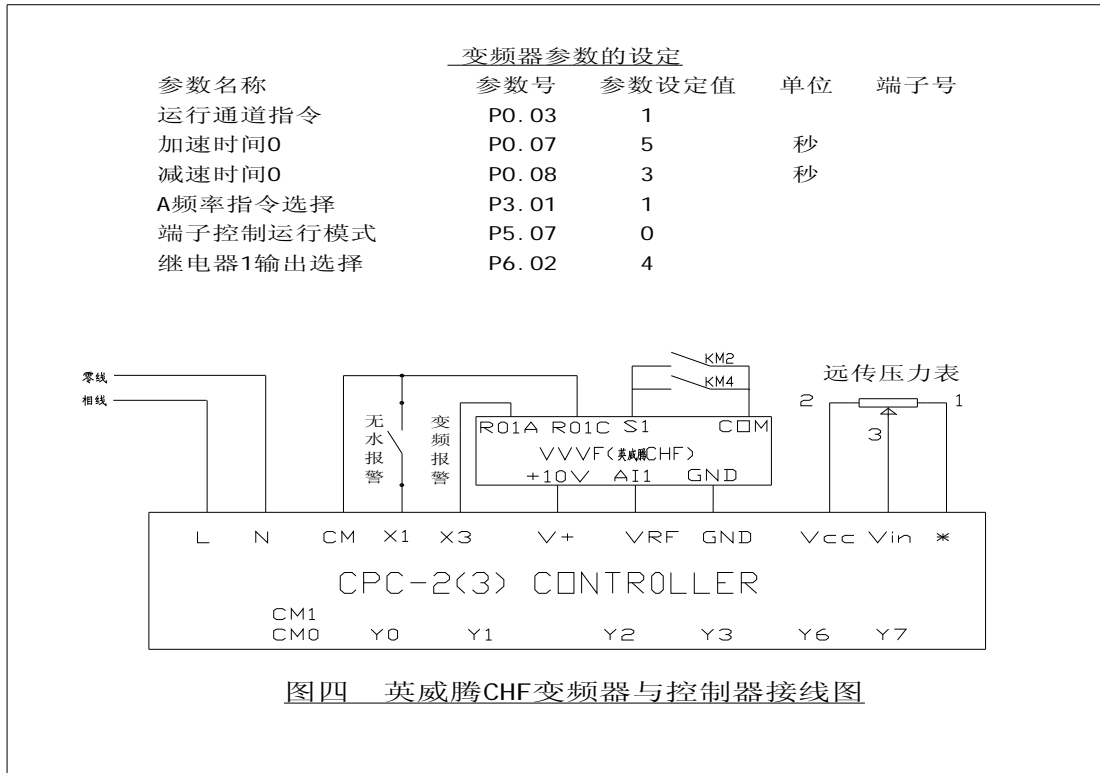 变频器参数的设定
参数名称 参数号 参数设定值 单位 端子号
运行通道指令 P0.03 1
加速时间0 P0.07 5 秒
减速时间0 P0.08 3 秒
A频率指令选择 P3.01 1
端子控制运行模式 P5.07 0
继电器1输出选择 P6.02 4
零线
相线
无水报警
变频报警
KM2
KM4
远传压力表
2 1
3
R01A R01C S1 COM
VVVF(英威腾CHF)
+10V AI1 GND
L N CM X1 X3 V+ VRF GND Vcc Vin *
CPC-2(3) CONTROLLER
CM1
CM0 Y0 Y1 Y2 Y3 Y6 Y7
图四 英威腾CHF变频器与控制器接线图